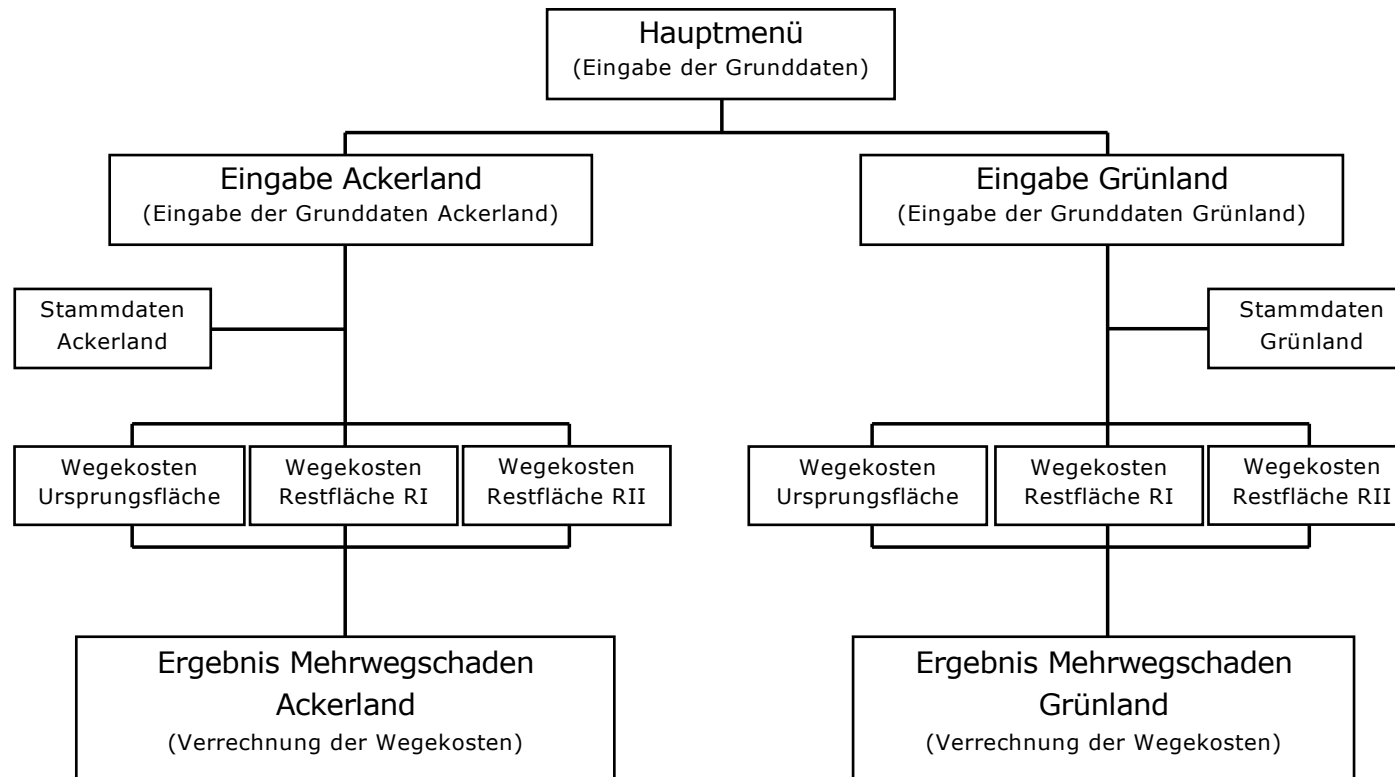 Hauptmenü
(Eingabe der Grunddaten)
Eingabe Ackerland
(Eingabe der Grunddaten Ackerland)
Eingabe Grünland
(Eingabe der Grunddaten Grünland)
Stammdaten
Ackerland
Stammdaten
Grünland
Wegekosten
Ursprungsfläche
Wegekosten
Restfläche RI
Wegekosten
Restfläche RII
Wegekosten
Ursprungsfläche
Wegekosten
Restfläche RI
Wegekosten
Restfläche RII
Ergebnis Mehrwegschaden
Ackerland
(Verrechnung der Wegekosten)
Ergebnis Mehrwegschaden
Grünland
(Verrechnung der Wegekosten)